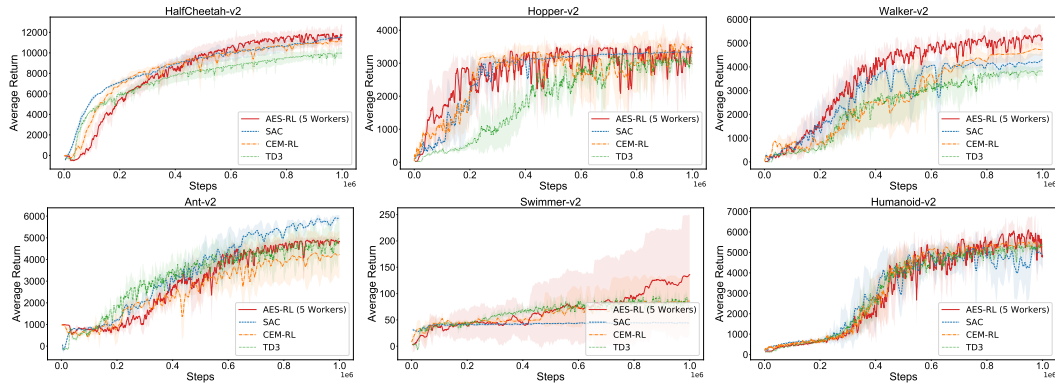 HalfCheetah-v2
Average Return
12000
10000
8000
6000
4000
2000
0
0.0 0.2 0.4 0.6 0.8 1.0
1e6
Steps
AES-RL (5 Workers)
SAC
CEM-RL
TD3
Hopper-v2
Average Return
4000
3000
2000
1000
0
0.0 0.2 0.4 0.6 0.8 1.0
1e6
Steps
AES-RL (5 Workers)
SAC
CEM-RL
TD3
Walker-v2
Average Return
6000
5000
4000
3000
2000
1000
0
0.0 0.2 0.4 0.6 0.8 1.0
1e6
Steps
AES-RL (5 Workers)
SAC
CEM-RL
TD3
Ant-v2
Average Return
6000
5000
4000
3000
2000
1000
0
0.0 0.2 0.4 0.6 0.8 1.0
1e6
Steps
AES-RL (5 Workers)
SAC
CEM-RL
TD3
Swimmer-v2
Average Return
250
200
150
100
50
0
0.0 0.2 0.4 0.6 0.8 1.0
1e6
Steps
AES-RL (5 Workers)
SAC
CEM-RL
TD3
Humanoid-v2
Average Return
7000
6000
5000
4000
3000
2000
1000
0
0.0 0.2 0.4 0.6 0.8 1.0
1e6
Steps
AES-RL (5 Workers)
SAC
CEM-RL
TD3